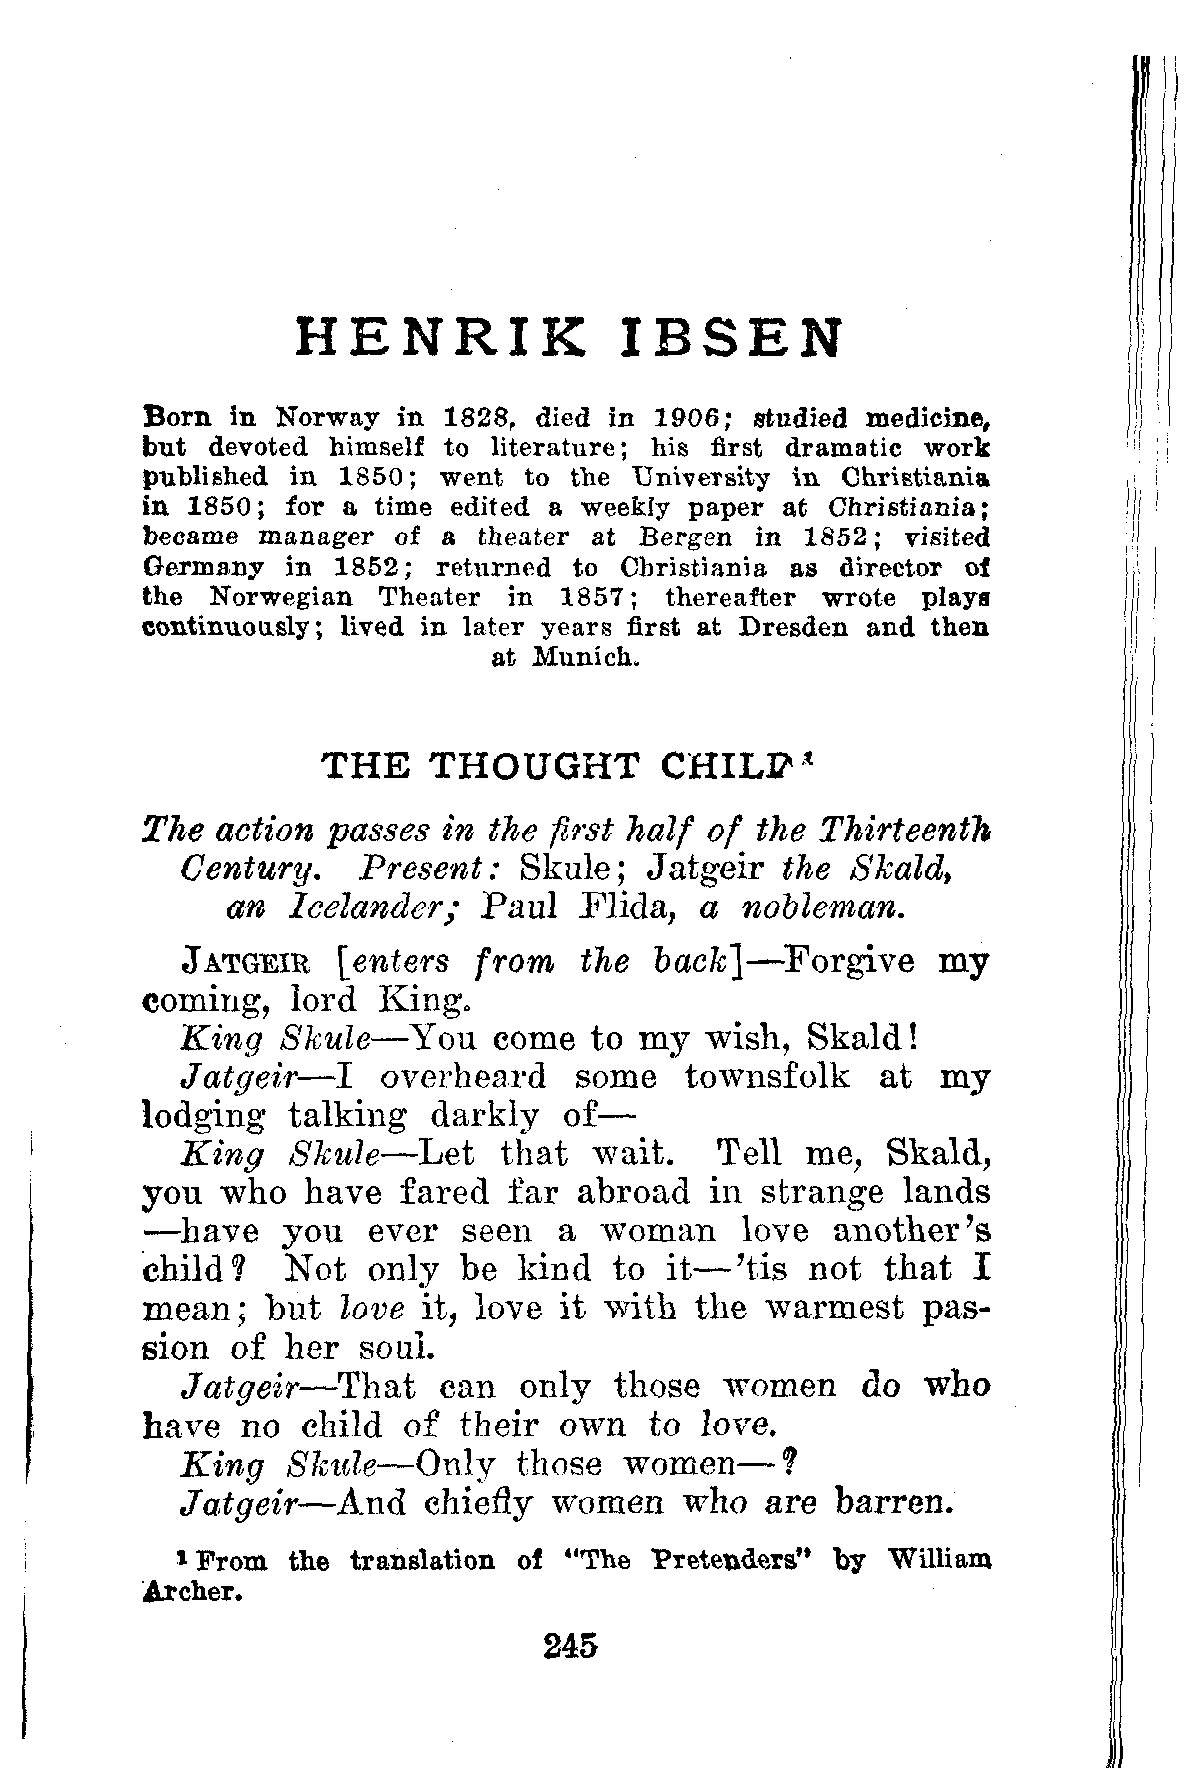 HENRIK IBSEN
Born in Norway in 1828, died in 1906; studied medicine,
but devoted himself to literature; his first dramatic work
published in 1850; went to the University in Christiania
in 1850; for a time edited a weekly paper at Christiania;
became manager of a theater at Bergen in 1852; visited
Germany in 1852; returned to Christiania as director of
the Norwegian Theater in 1857; thereafter wrote plays
continuously; lived in later years first at Dresden and then
at Munich.
THE THOUGHT CHILD¹
The action passes in the first half of the Thirteenth
Century. Present: Skule; Jatgeir the Skald,
an Icelander; Paul Flida, a nobleman.
JATGEIR [enters from the back]—Forgive my
coming, lord King.
King Skule—You come to my wish, Skald!
Jatgeir—I overheard some townsfolk at my
lodging talking darkly of—
King Skule—Let that wait. Tell me, Skald,
you who have fared far abroad in strange lands
—have you ever seen a woman love another's
child? Not only be kind to it—'tis not that I
mean; but love it, love it with the warmest pas-
sion of her soul.
Jatgeir—That can only those women do who
have no child of their own to love.
King Skule—Only those women—?
Jatgeir—And chiefly women who are barren.
¹ From the translation of "The Pretenders" by William
Archer.
245